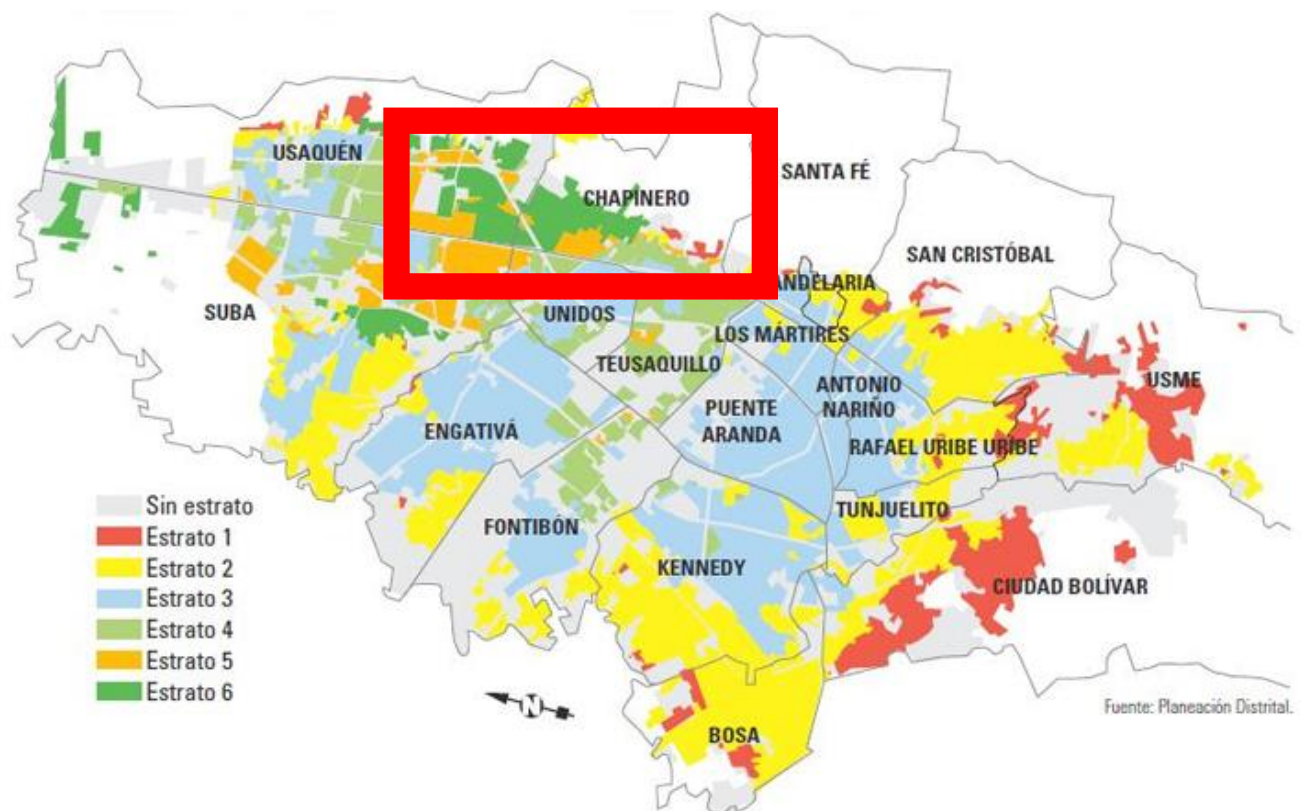 USAQUÉN
CHAPINERO
SANTA FÉ
SAN CRISTÓBAL
ANDELARIA
SUBA
UNIDOS
LOS MÁRTIRES
TEUSAQUILLO
USME
ANTONIO
NARIÑO
PUENTE
ARANDA
ENGATIVÁ
RAFAEL URIBE URIBE
TUNJUELITO
FONTIBÓN
KENNEDY
CIUDAD BOLÍVAR
BOSA
Sin estrato
Estrato 1
Estrato 2
Estrato 3
Estrato 4
Estrato 5
Estrato 6
N
Fuente: Planeación Distrital.